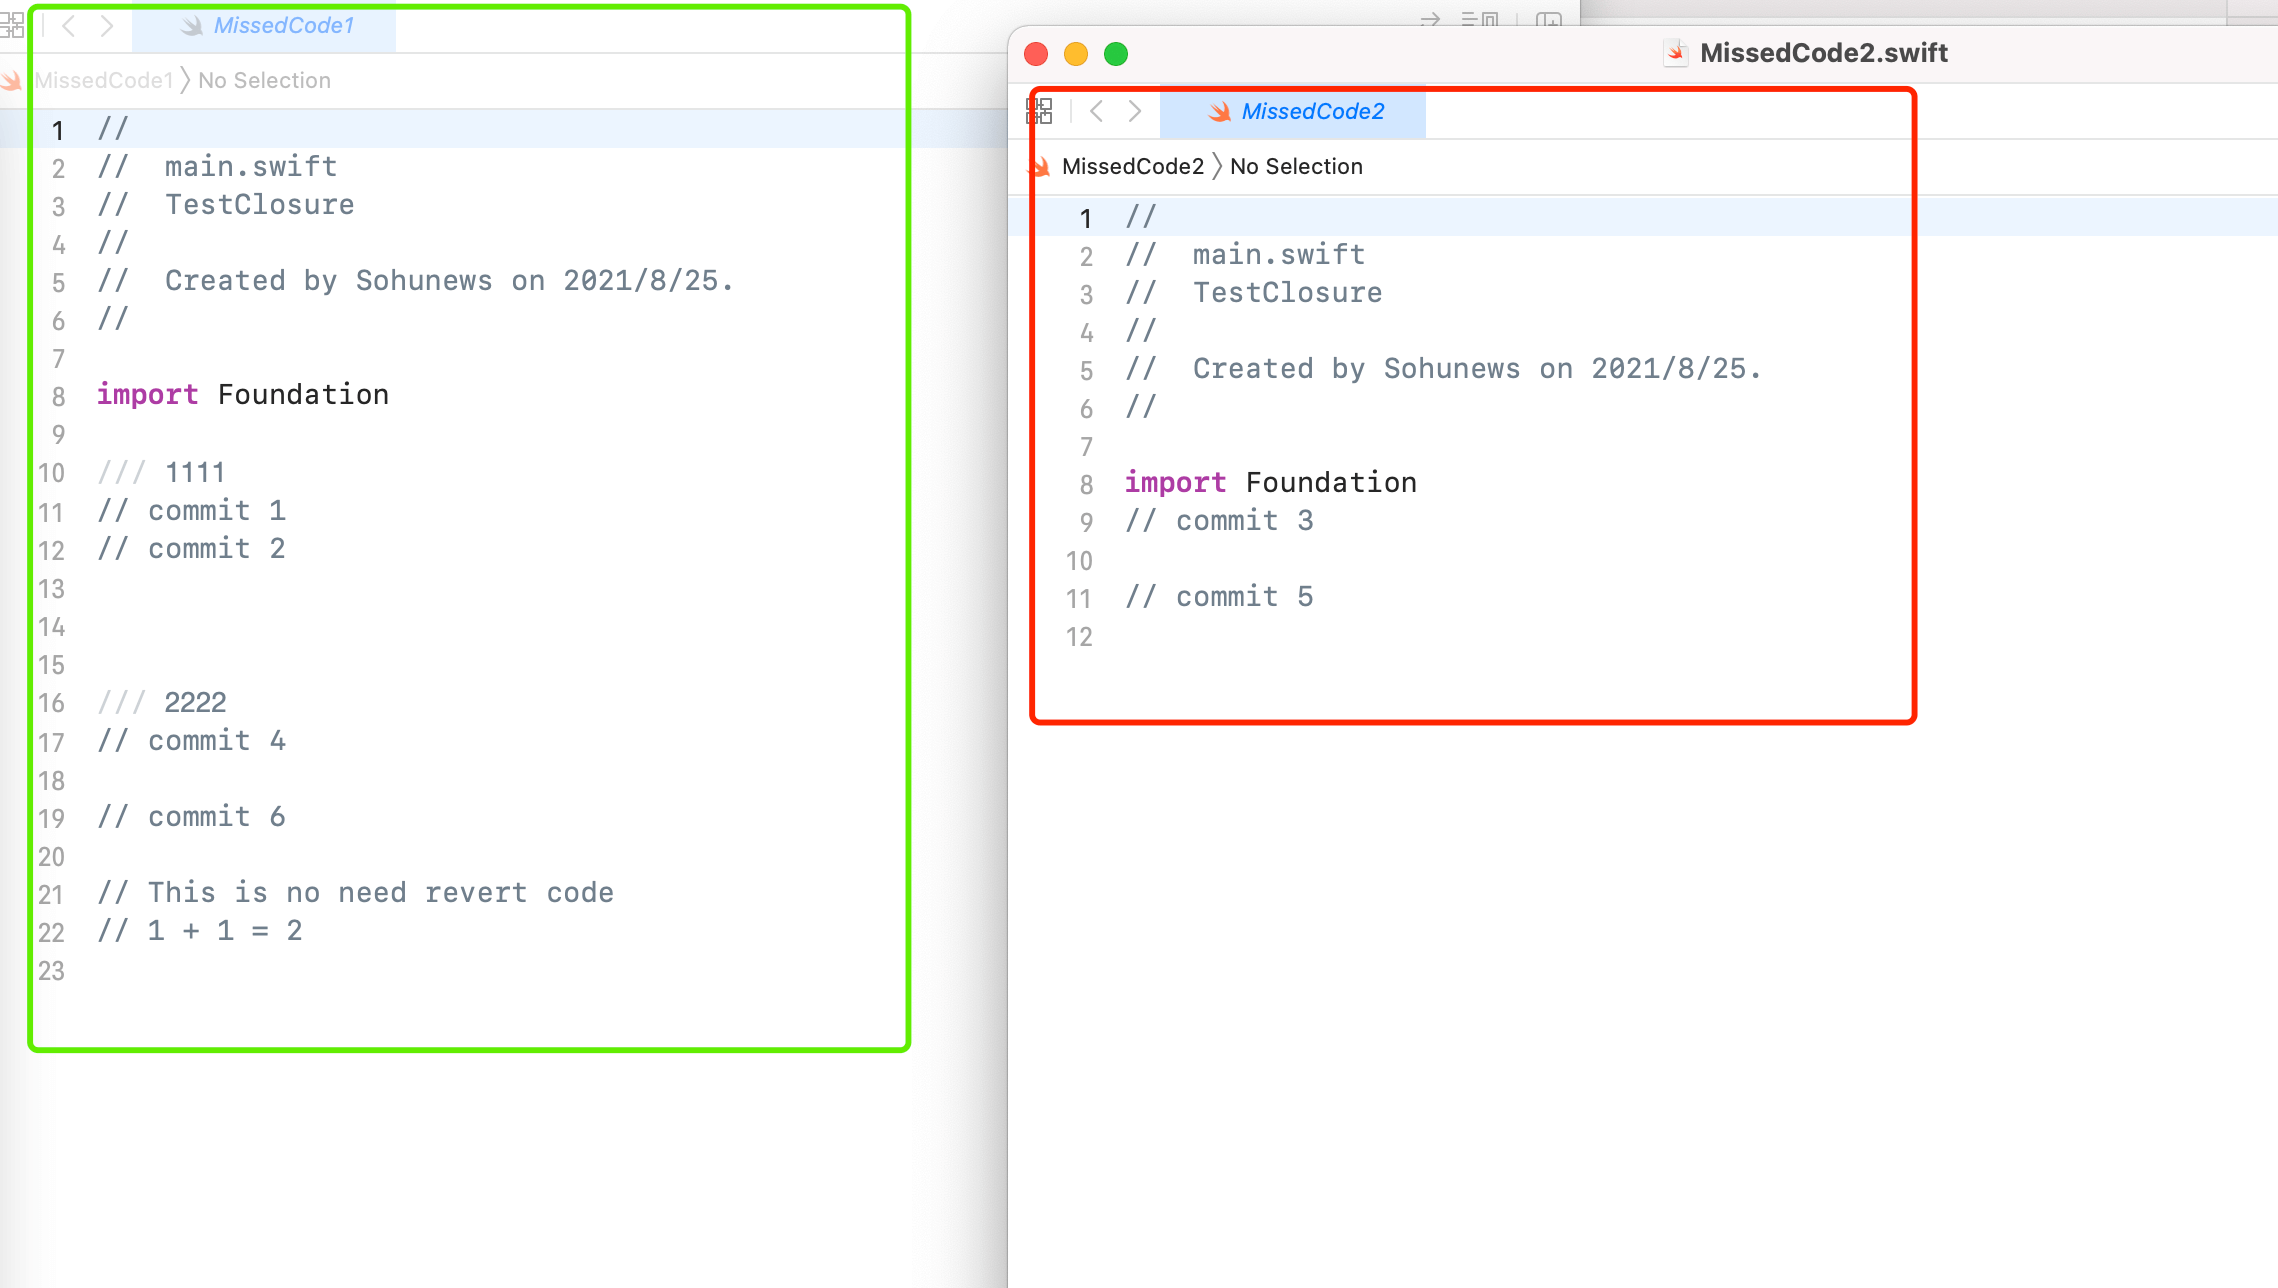 MissedCode1
MissedCode1 〉 No Selection
1 //
2 //  main.swift
3 //  TestClosure
4 //
5 //  Created by Sohunews on 2021/8/25.
6 //
7
8 import Foundation
9
10 /// 1111
11 // commit 1
12 // commit 2
13
14
15
16 /// 2222
17 // commit 4
18
19 // commit 6
20
21 // This is no need revert code
22 // 1 + 1 = 2
23
MissedCode2.swift
MissedCode2
MissedCode2 〉 No Selection
1 //
2 //  main.swift
3 //  TestClosure
4 //
5 //  Created by Sohunews on 2021/8/25.
6 //
7
8 import Foundation
9 // commit 3
10
11 // commit 5
12